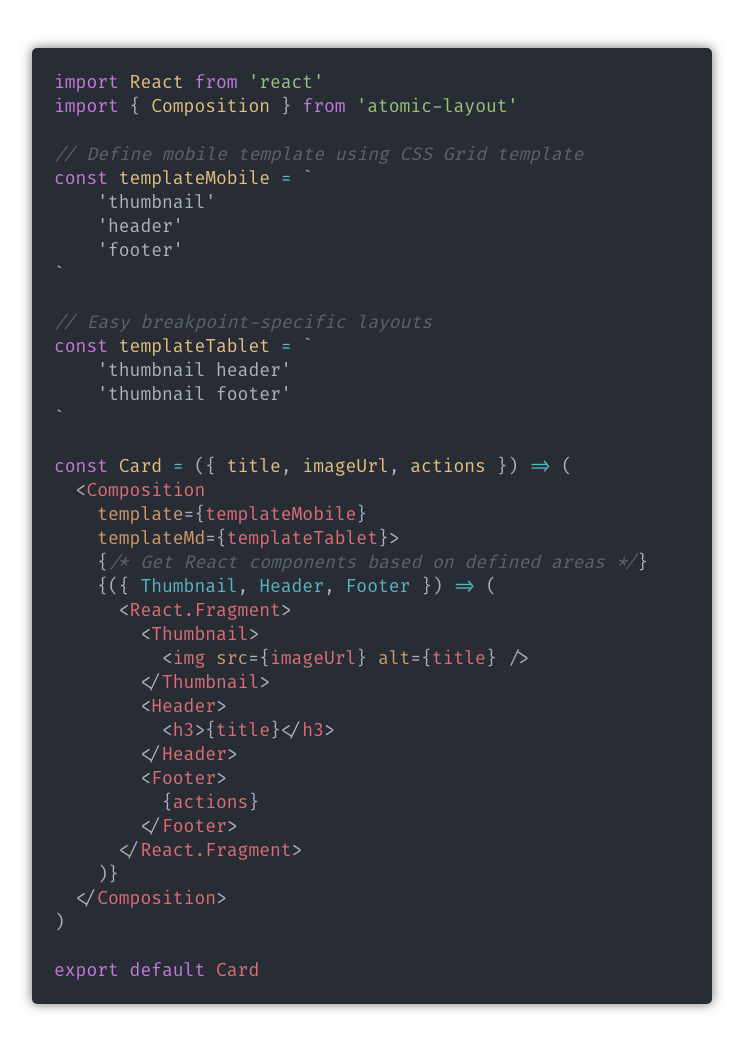 import React from 'react'
import { Composition } from 'atomic-layout'

// Define mobile template using CSS Grid template
const templateMobile = `
    'thumbnail'
    'header'
    'footer'
`

// Easy breakpoint-specific layouts
const templateTablet = `
    'thumbnail header'
    'thumbnail footer'
`

const Card = ({ title, imageUrl, actions }) => (
  <Composition
    template={templateMobile}
    templateMd={templateTablet}>
    {/* Get React components based on defined areas */}
    {({ Thumbnail, Header, Footer }) => (
      <React.Fragment>
        <Thumbnail>
          <img src={imageUrl} alt={title} />
        </Thumbnail>
        <Header>
          <h3>{title}</h3>
        </Header>
        <Footer>
          {actions}
        </Footer>
      </React.Fragment>
    )}
  </Composition>
)

export default Card